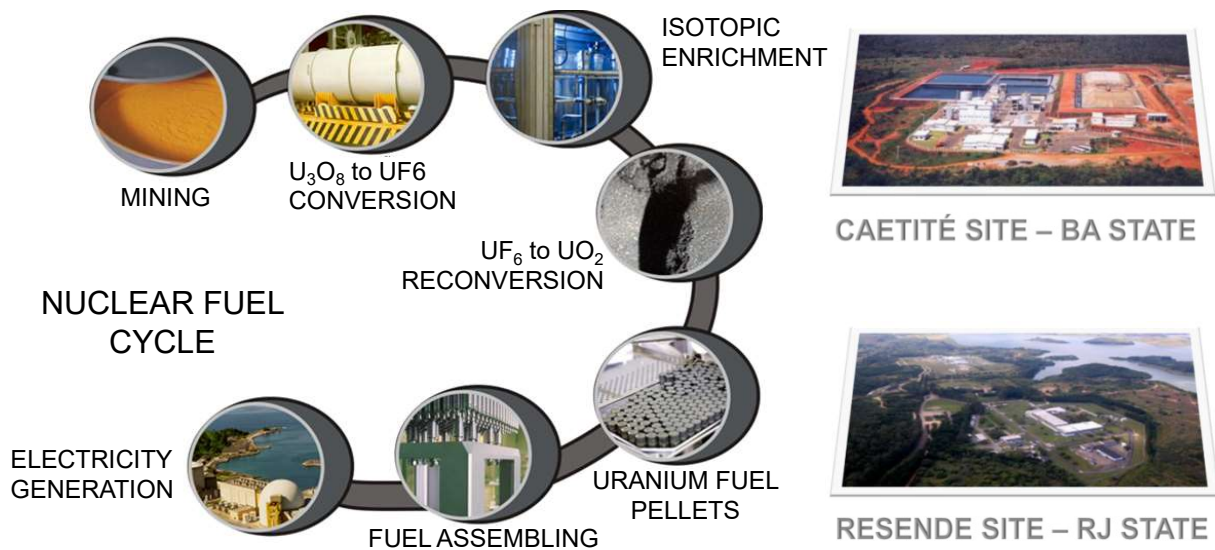 ISOTOPIC
ENRICHMENT
MINING
U₃O₈ to UF6
CONVERSION
UF₆ to UO₂
RECONVERSION
NUCLEAR FUEL
CYCLE
ELECTRICITY
GENERATION
FUEL ASSEMBLING
URANIUM FUEL
PELLETS
CAETITÉ SITE – BA STATE
RESENDE SITE – RJ STATE